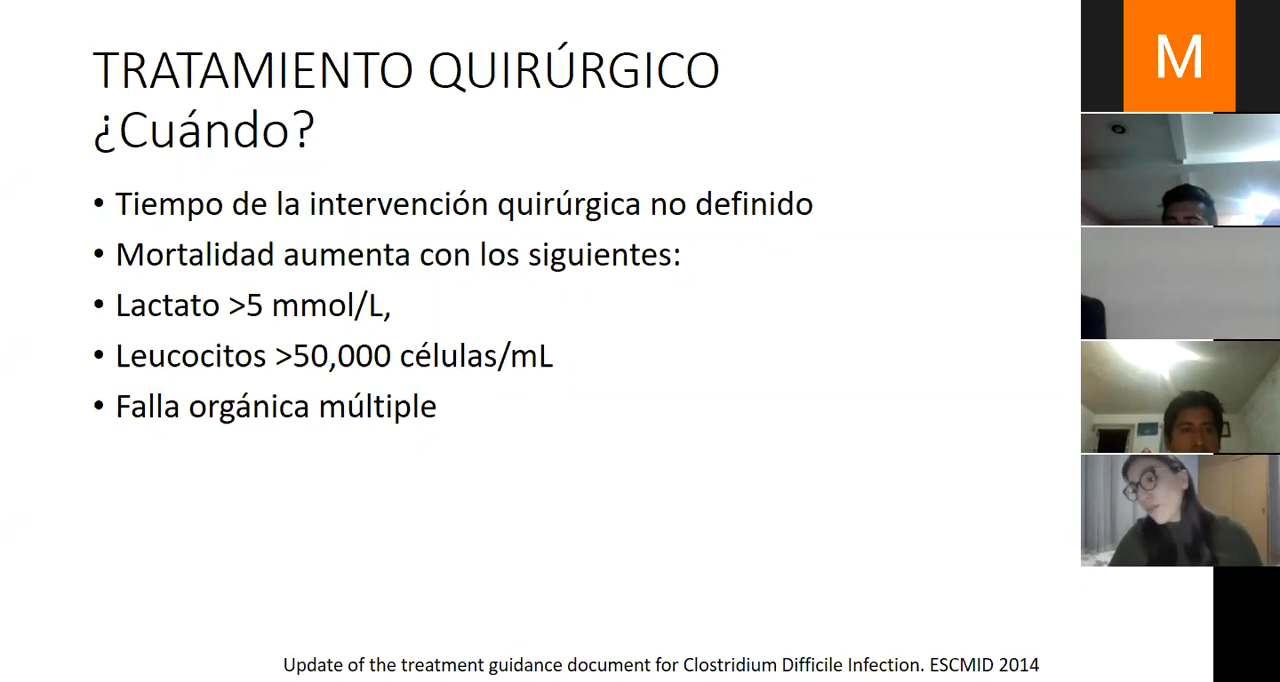 TRATAMIENTO QUIRÚRGICO
¿Cuándo?
• Tiempo de la intervención quirúrgica no definido
• Mortalidad aumenta con los siguientes:
• Lactato >5 mmol/L,
• Leucocitos >50,000 células/mL
• Falla orgánica múltiple
Update of the treatment guidance document for Clostridium Difficile Infection. ESCMID 2014
M